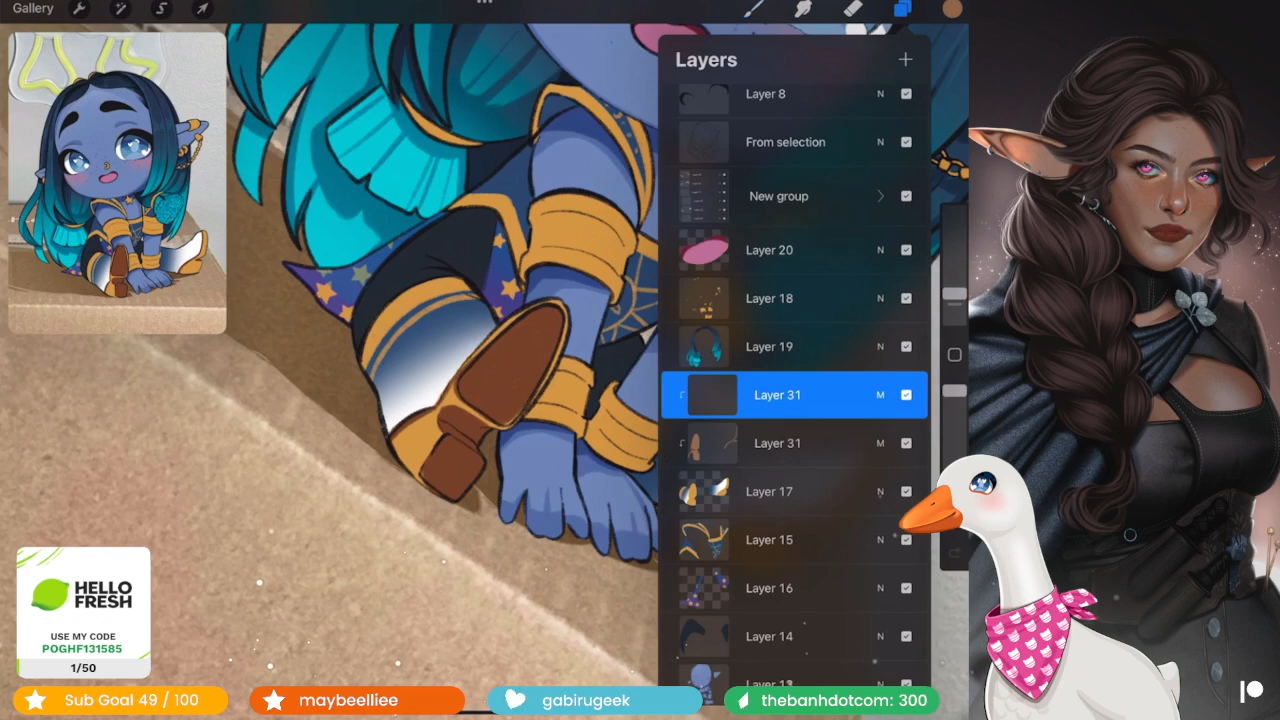 Gallery
Layers
Layer 8 N
From selection N
New group
Layer 20 N
Layer 18 N
Layer 19 N
Layer 31 M
Layer 31 M
Layer 17 N
Layer 15 N
Layer 16 N
Layer 14 N
Layer 13 N
HELLO
FRESH
USE MY CODE
POGHF131585
1/50
Sub Goal 49 / 100
maybeelliee
gabirugeek
thebanhdotcom: 300